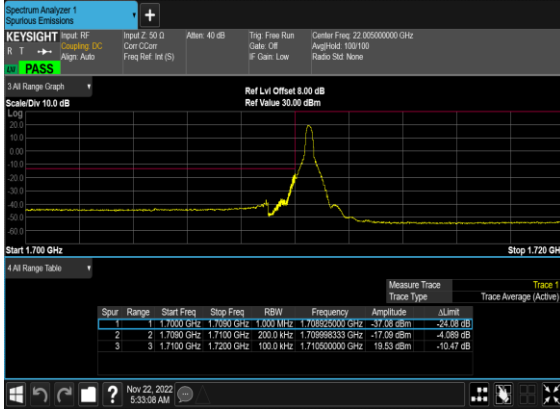 Spectrum Analyzer 1
Spurious Emissions
KEYSIGHT
R T
LXI
PASS
Input: RF
Coupling: DC
Align: Auto
Input Z: 50 Ω
Corr CCorr
Freq Ref: Int (S)
Atten: 40 dB
Trig: Free Run
Gate: Off
IF Gain: Low
Center Freq: 22.005000000 GHz
Avg|Hold: 100/100
Radio Std: None
3 All Range Graph
Scale/Div 10.0 dB
Ref Lvl Offset 8.00 dB
Ref Value 30.00 dBm
Log
20.0
10.0
0.00
-10.0
-20.0
-30.0
-40.0
-50.0
-60.0
Start 1.700 GHz
Stop 1.720 GH
4 All Range Table
Measure Trace Trace 1
Trace Type Trace Average (Active)
Spur Range Start Freq Stop Freq RBW Frequency Amplitude ΔLimit
1 1 1.7000 GHz 1.7090 GHz 1.000 MHz 1.708925000 GHz -37.08 dBm -24.08 dB
2 2 1.7090 GHz 1.7100 GHz 200.0 kHz 1.709998333 GHz -17.09 dBm -4.089 dB
3 3 1.7100 GHz 1.7200 GHz 100.0 kHz 1.710500000 GHz 19.53 dBm -10.47 dB
Nov 22, 2022
5:33:08 AM